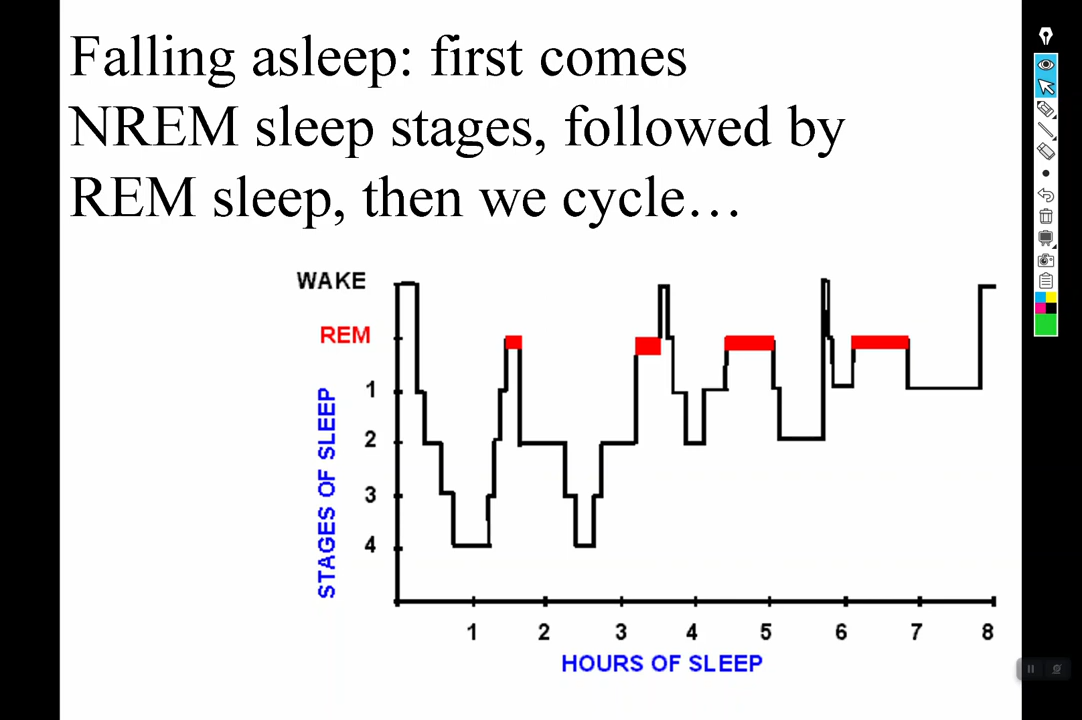 Falling asleep: first comes
NREM sleep stages, followed by
REM sleep, then we cycle…
WAKE
REM
1
2
3
4
STAGES OF SLEEP
1 2 3 4 5 6 7 8
HOURS OF SLEEP